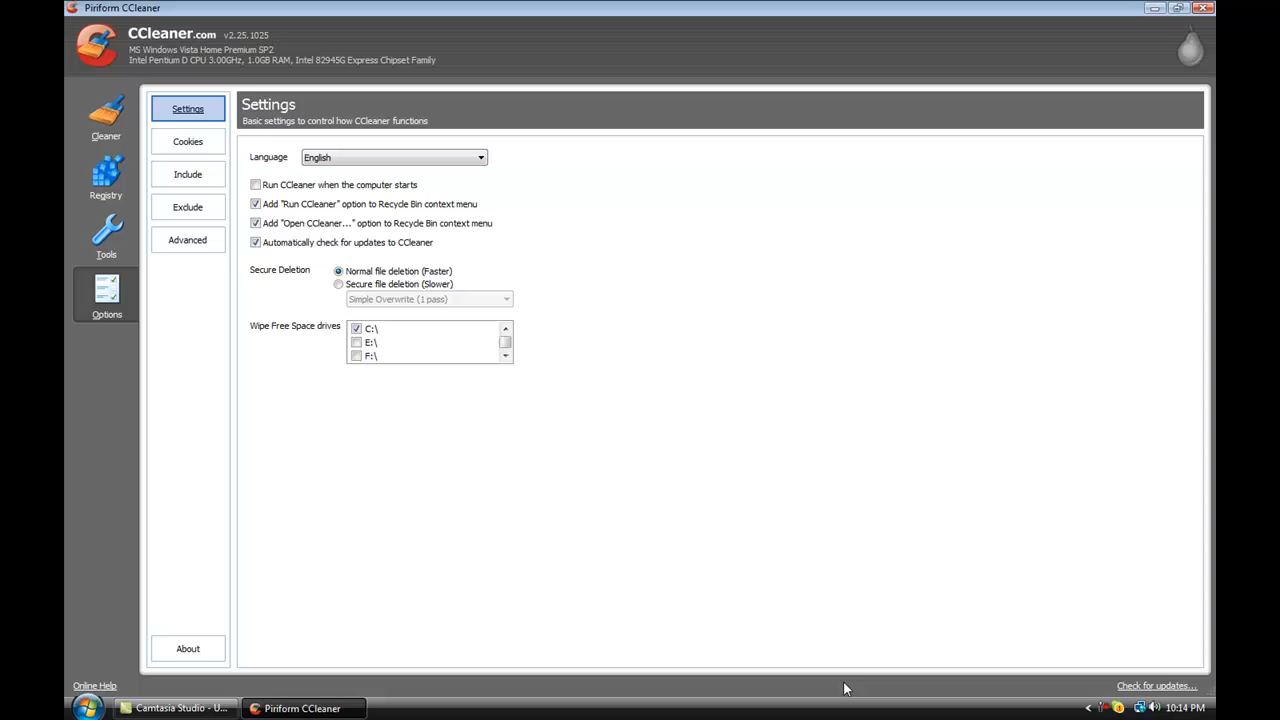 Piriform CCleaner
CCleaner.com v2.25.1025
MS Windows Vista Home Premium SP2
Intel Pentium D CPU 3.00GHz, 1.0GB RAM, Intel 82945G Express Chipset Family
Cleaner
Registry
Tools
Options
Settings
Cookies
Include
Exclude
Advanced
About
Settings
Basic settings to control how CCleaner functions
Language English
Run CCleaner when the computer starts
Add "Run CCleaner" option to Recycle Bin context menu
Add "Open CCleaner..." option to Recycle Bin context menu
Automatically check for updates to CCleaner
Secure Deletion Normal file deletion (Faster)
Secure file deletion (Slower)
Simple Overwrite (1 pass)
Wipe Free Space drives C:\
E:\
F:\
Online Help Check for updates...
Camtasia Studio - U... Piriform CCleaner 10:14 PM